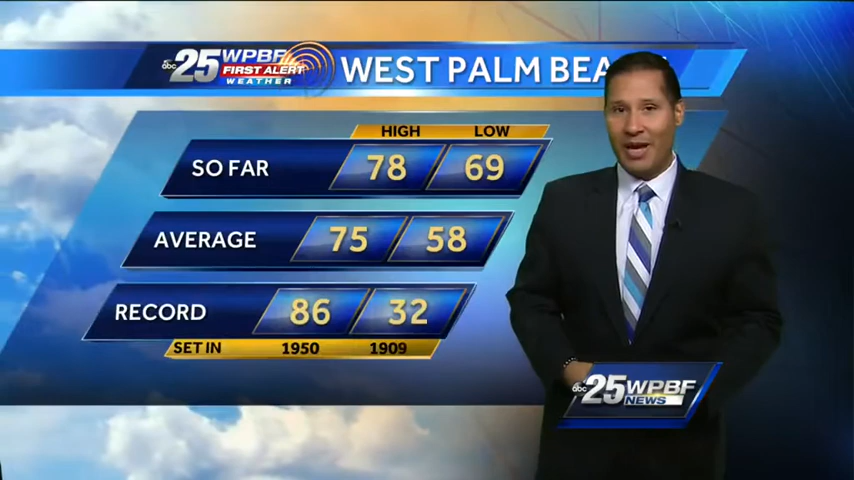 abc 25 WPBF
FIRST ALERT
WEATHER
WEST PALM BEA
HIGH LOW
SO FAR 78 69
AVERAGE 75 58
RECORD 86 32
SET IN 1950 1909
abc 25 WPBF
NEWS